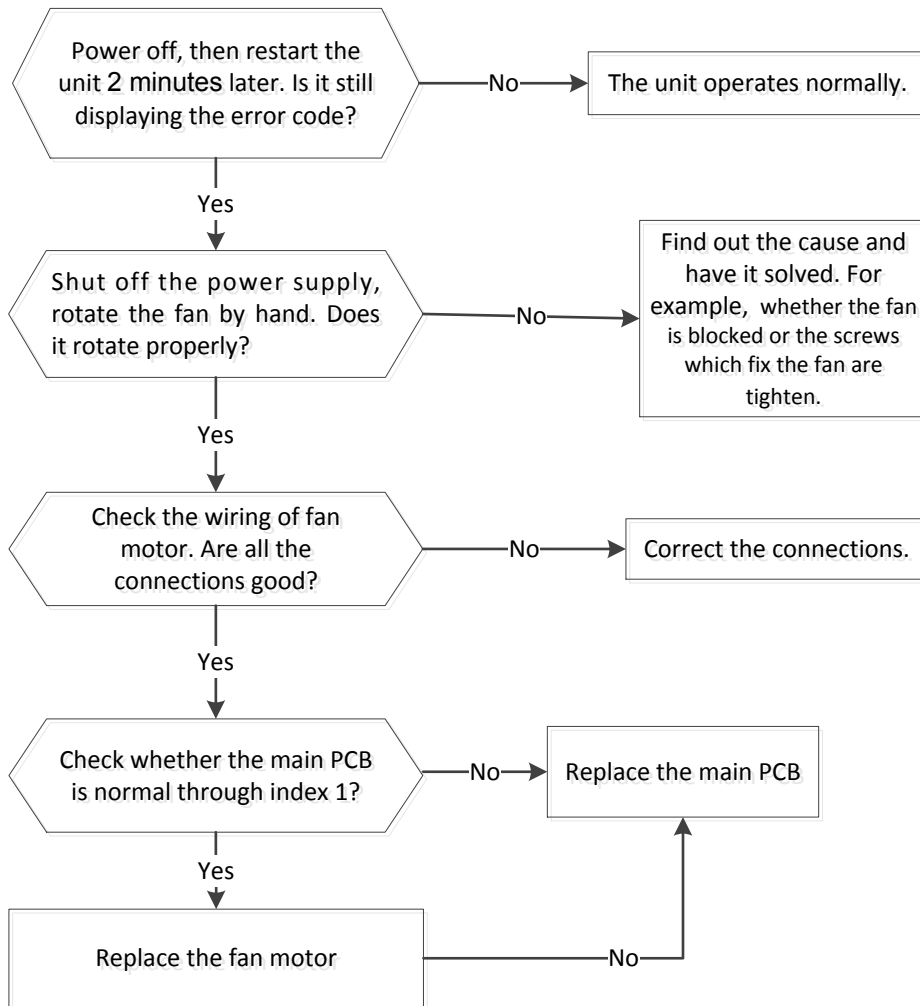 Power off, then restart the
unit 2 minutes later. Is it still
displaying the error code?
No
The unit operates normally.
Yes
Shut off the power supply,
rotate the fan by hand. Does
it rotate properly?
No
Find out the cause and
have it solved. For
example, whether the fan
is blocked or the screws
which fix the fan are
tighten.
Yes
Check the wiring of fan
motor. Are all the
connections good?
No
Correct the connections.
Yes
Check whether the main PCB
is normal through index 1?
No
Replace the main PCB
Yes
Replace the fan motor
No